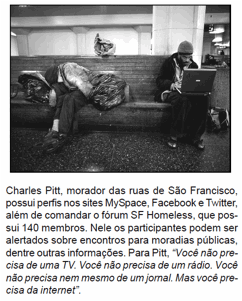 Charles Pitt, morador das ruas de São Francisco,
possui perfis nos sites MySpace, Facebook e Twitter,
além de comandar o fórum SF Homeless, que pos-
sui 140 membros. Nele os participantes podem ser
alertados sobre encontros para moradias públicas,
dentre outras informações. Para Pitt, “Você não pre-
cisa de uma TV. Você não precisa de um rádio. Você
não precisa nem mesmo de um jornal. Mas você pre-
cisa da internet”.